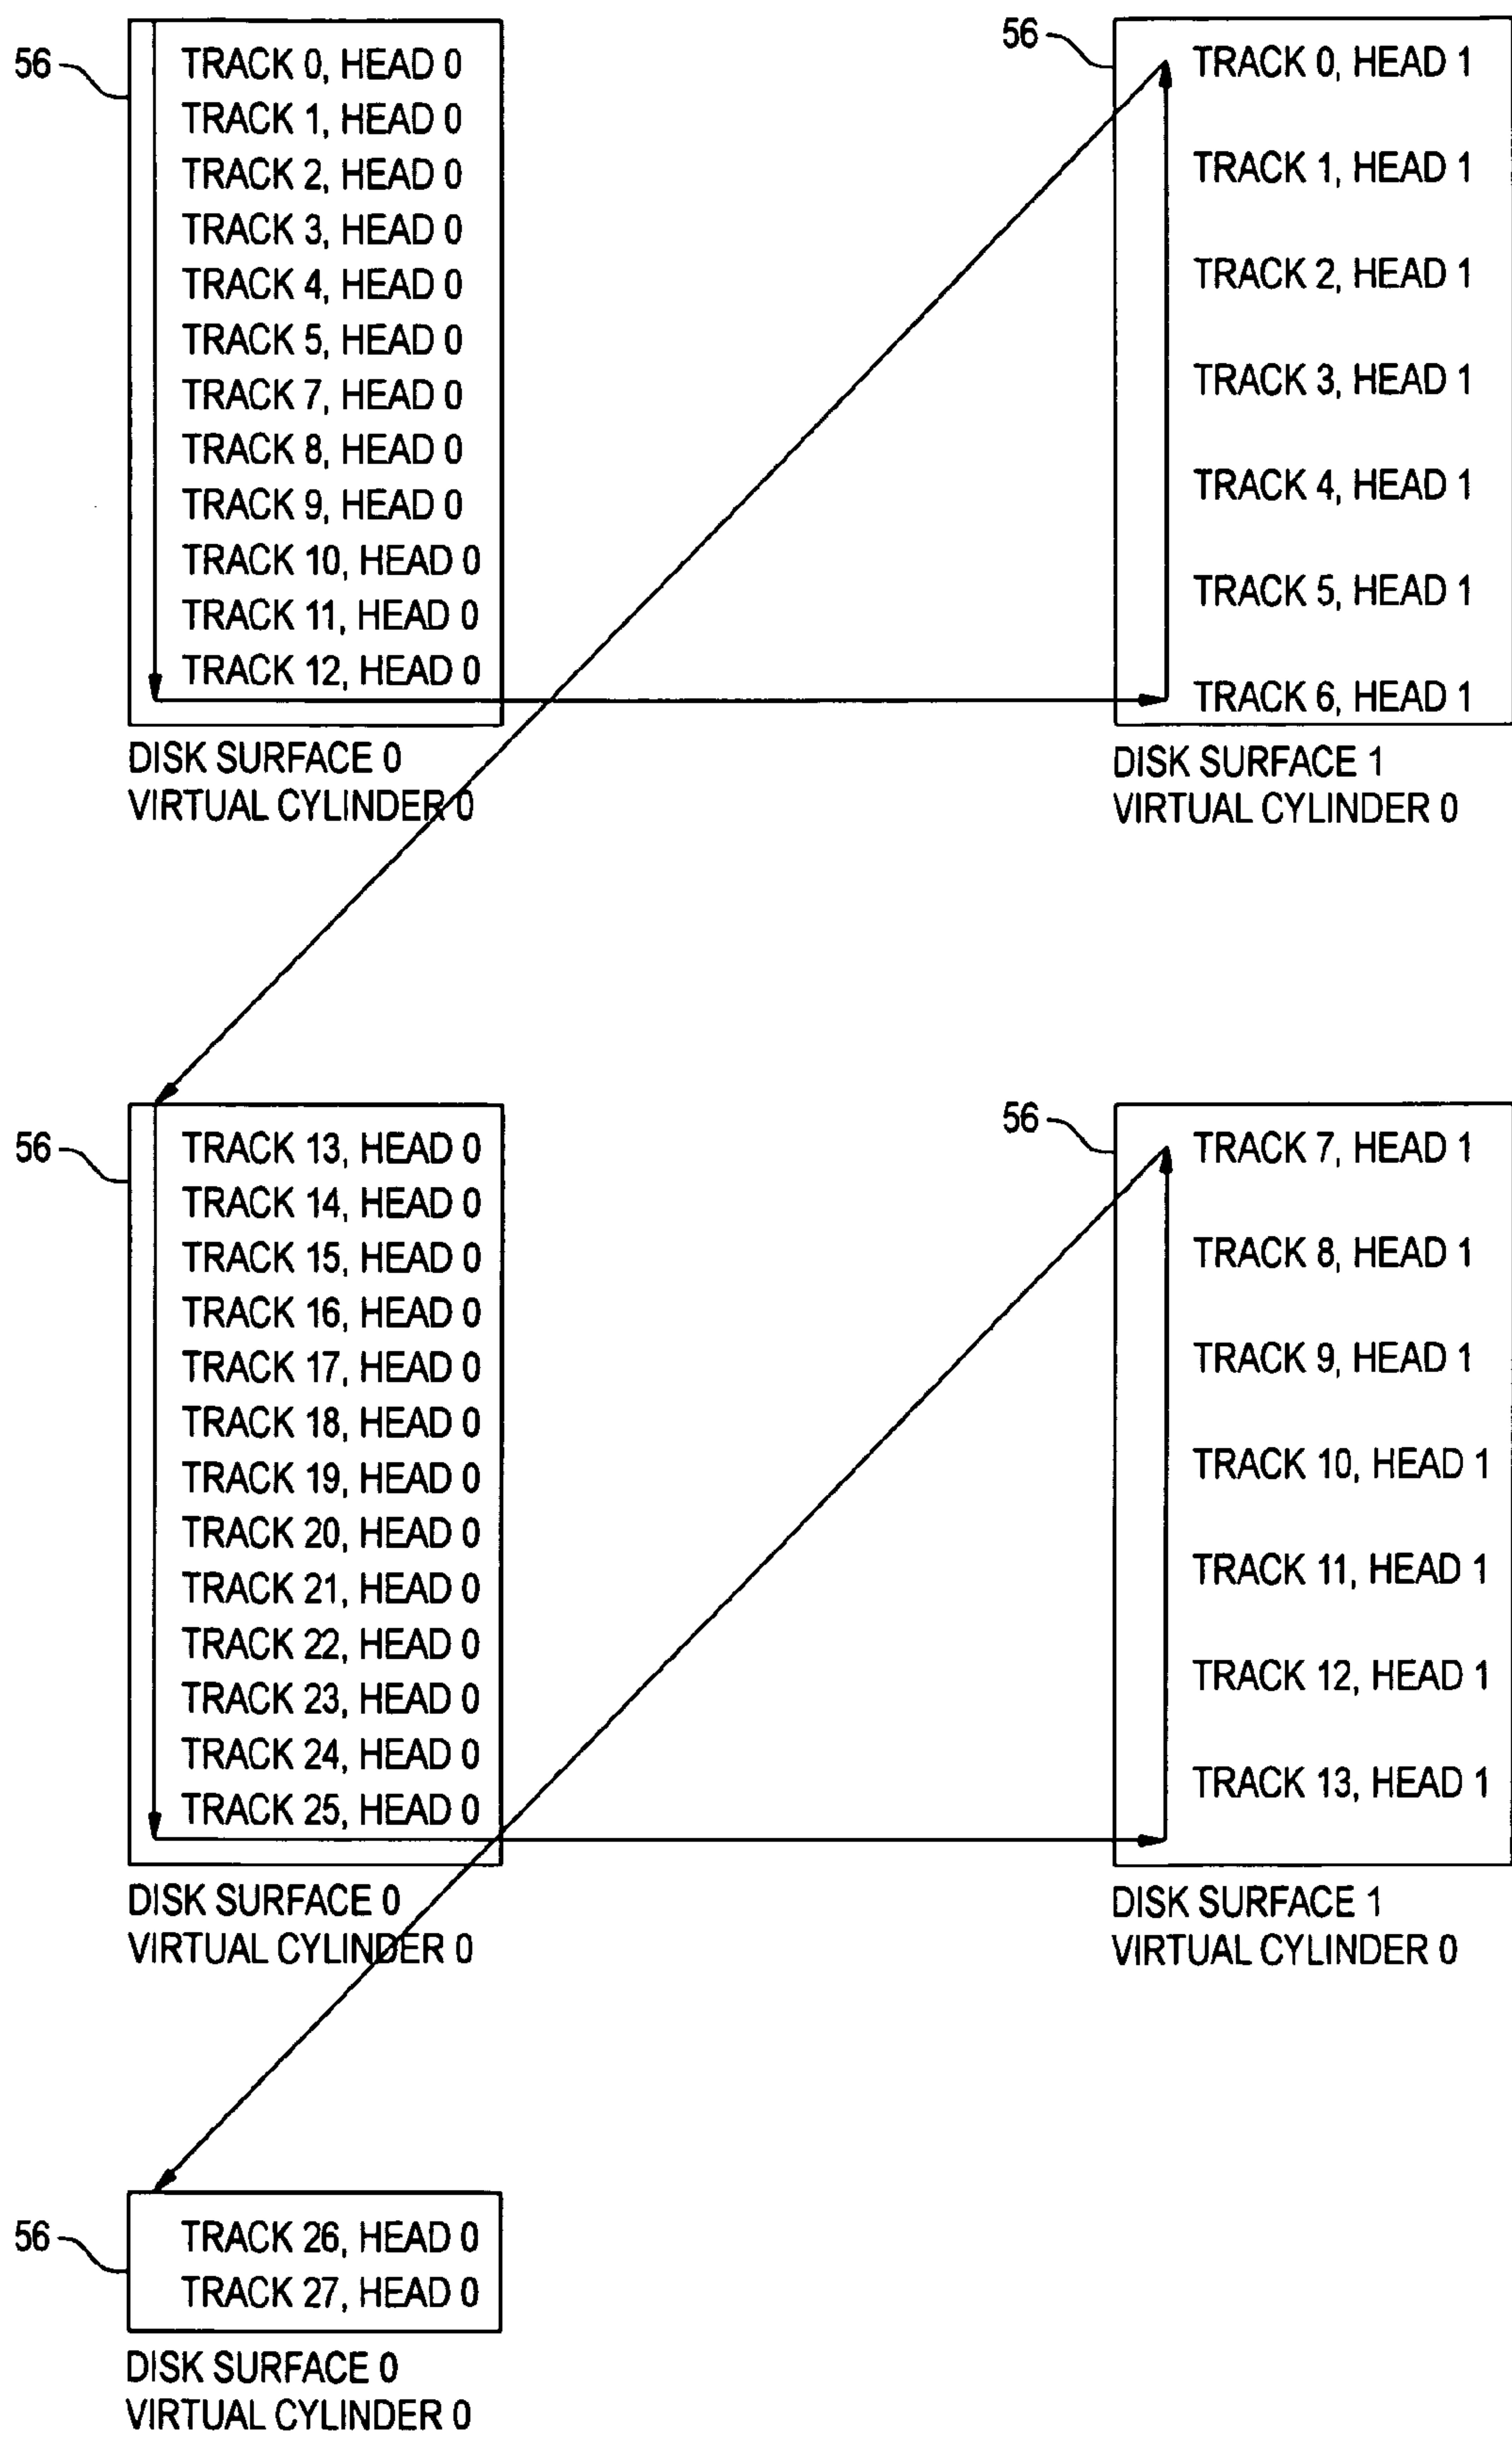 56
TRACK 0, HEAD 0
TRACK 1, HEAD 0
TRACK 2, HEAD 0
TRACK 3, HEAD 0
TRACK 4, HEAD 0
TRACK 5, HEAD 0
TRACK 7, HEAD 0
TRACK 8, HEAD 0
TRACK 9, HEAD 0
TRACK 10, HEAD 0
TRACK 11, HEAD 0
TRACK 12, HEAD 0
DISK SURFACE 0
VIRTUAL CYLINDER 0
56
TRACK 0, HEAD 1
TRACK 1, HEAD 1
TRACK 2, HEAD 1
TRACK 3, HEAD 1
TRACK 4, HEAD 1
TRACK 5, HEAD 1
TRACK 6, HEAD 1
DISK SURFACE 1
VIRTUAL CYLINDER 0
56
TRACK 13, HEAD 0
TRACK 14, HEAD 0
TRACK 15, HEAD 0
TRACK 16, HEAD 0
TRACK 17, HEAD 0
TRACK 18, HEAD 0
TRACK 19, HEAD 0
TRACK 20, HEAD 0
TRACK 21, HEAD 0
TRACK 22, HEAD 0
TRACK 23, HEAD 0
TRACK 24, HEAD 0
TRACK 25, HEAD 0
DISK SURFACE 0
VIRTUAL CYLINDER 0
56
TRACK 7, HEAD 1
TRACK 8, HEAD 1
TRACK 9, HEAD 1
TRACK 10, HEAD 1
TRACK 11, HEAD 1
TRACK 12, HEAD 1
TRACK 13, HEAD 1
DISK SURFACE 1
VIRTUAL CYLINDER 0
56
TRACK 26, HEAD 0
TRACK 27, HEAD 0
DISK SURFACE 0
VIRTUAL CYLINDER 0